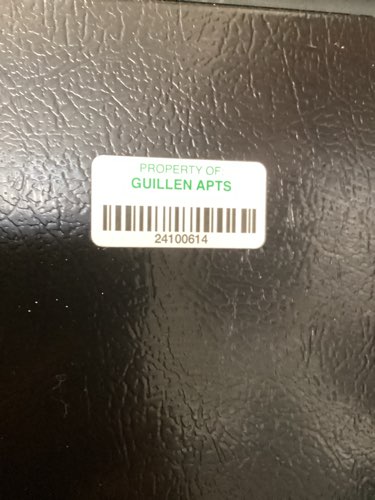 PROPERTY OF
GUILLEN APTS
24100614